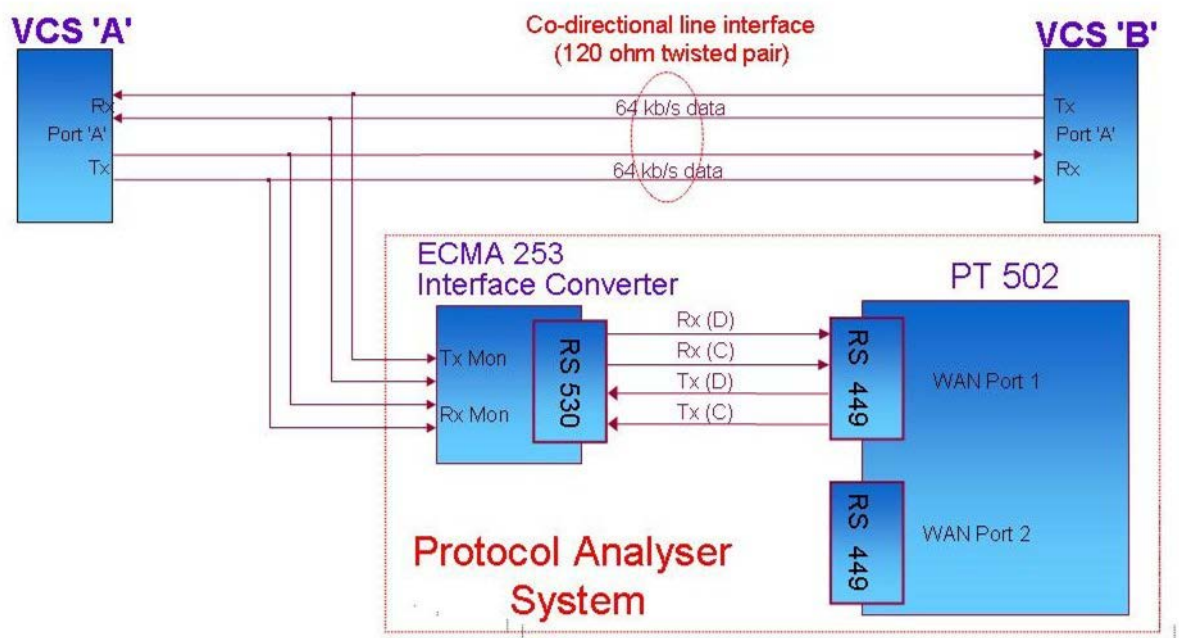 VCS 'A'
Co-directional line interface
(120 ohm twisted pair)
VCS 'B'
Rx
64 kb/s data
Tx
Port 'A'
Port 'A'
Tx
64 kb/s data
Rx
ECMA 253
Interface Converter
PT 502
Tx Mon
Rx Mon
RS 530
Rx (D)
Rx (C)
Tx (D)
Tx (C)
RS 449
WAN Port 1
RS 449
WAN Port 2
Protocol Analyser
System